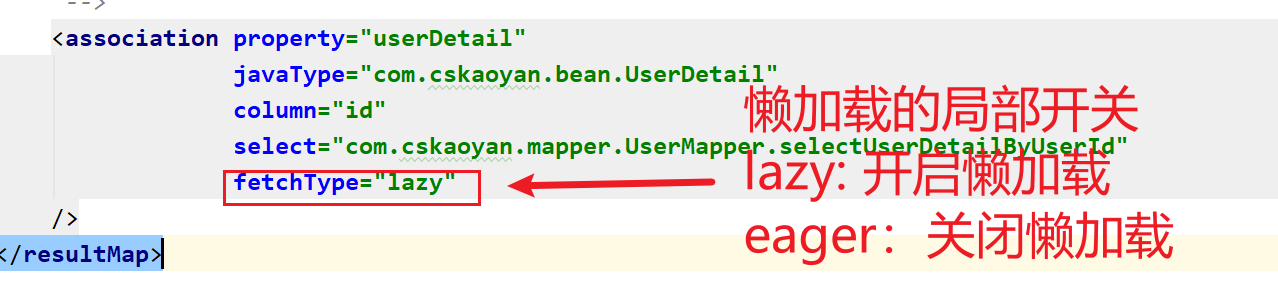 -->
<association property="userDetail"
javaType="com.cskaoyan.bean.UserDetail"
column="id"
select="com.cskaoyan.mapper.UserMapper.selectUserDetailByUserId"
fetchType="lazy"
/>
</resultMap>
懒加载的局部开关
lazy: 开启懒加载
eager：关闭懒加载